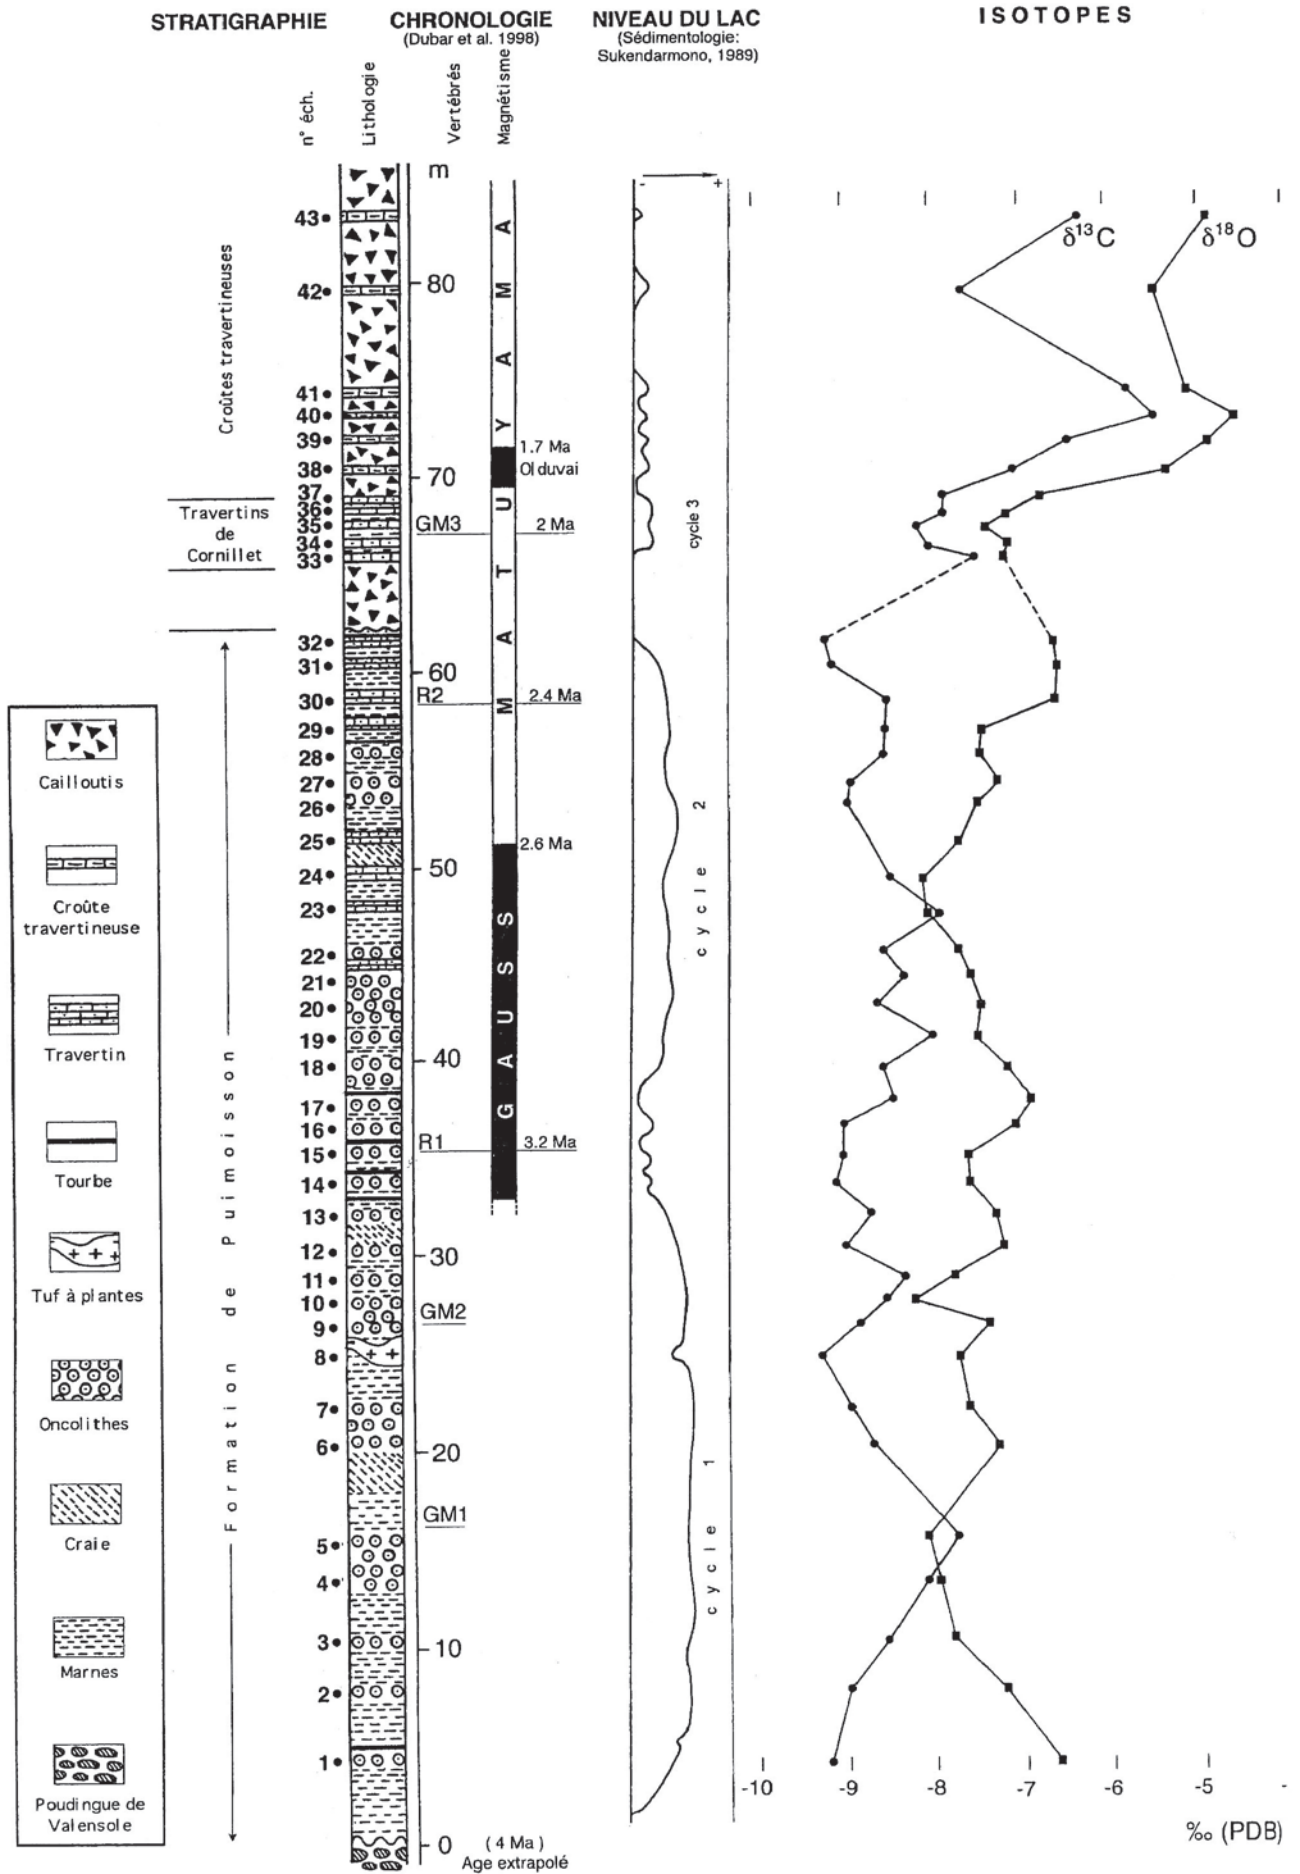 STRATIGRAPHIE
CHRONOLOGIE
(Dubar et al. 1998)
NIVEAU DU LAC
(Sédimentologie:
Sukendarmono, 1989)
ISOTOPES
n° éch.
Lithologie
Vertébrés
Magnétisme
m
- +
δ13C
δ18O
Croûtes travertineuses
Travertins
de
Cornillet
Formation de Puimoisson
43
42
41
40
39
38
37
36
35
34
33
32
31
30
29
28
27
26
25
24
23
22
21
20
19
18
17
16
15
14
13
12
11
10
9
8
7
6
5
4
3
2
1
80
70
60
50
40
30
20
10
0
GM3
R2
R1
GM2
GM1
MATUYAMA
GAUSS
1.7 Ma
Olduvai
2 Ma
2.4 Ma
2.6 Ma
3.2 Ma
(4 Ma)
Age extrapolé
cycle 3
cycle 2
cycle 1
Cailloutis
Croûte
travertineuse
Travertin
Tourbe
Tuf à plantes
Oncolithes
Craie
Marnes
Poudingue de
Valensole
-10 -9 -8 -7 -6 -5 -
‰ (PDB)